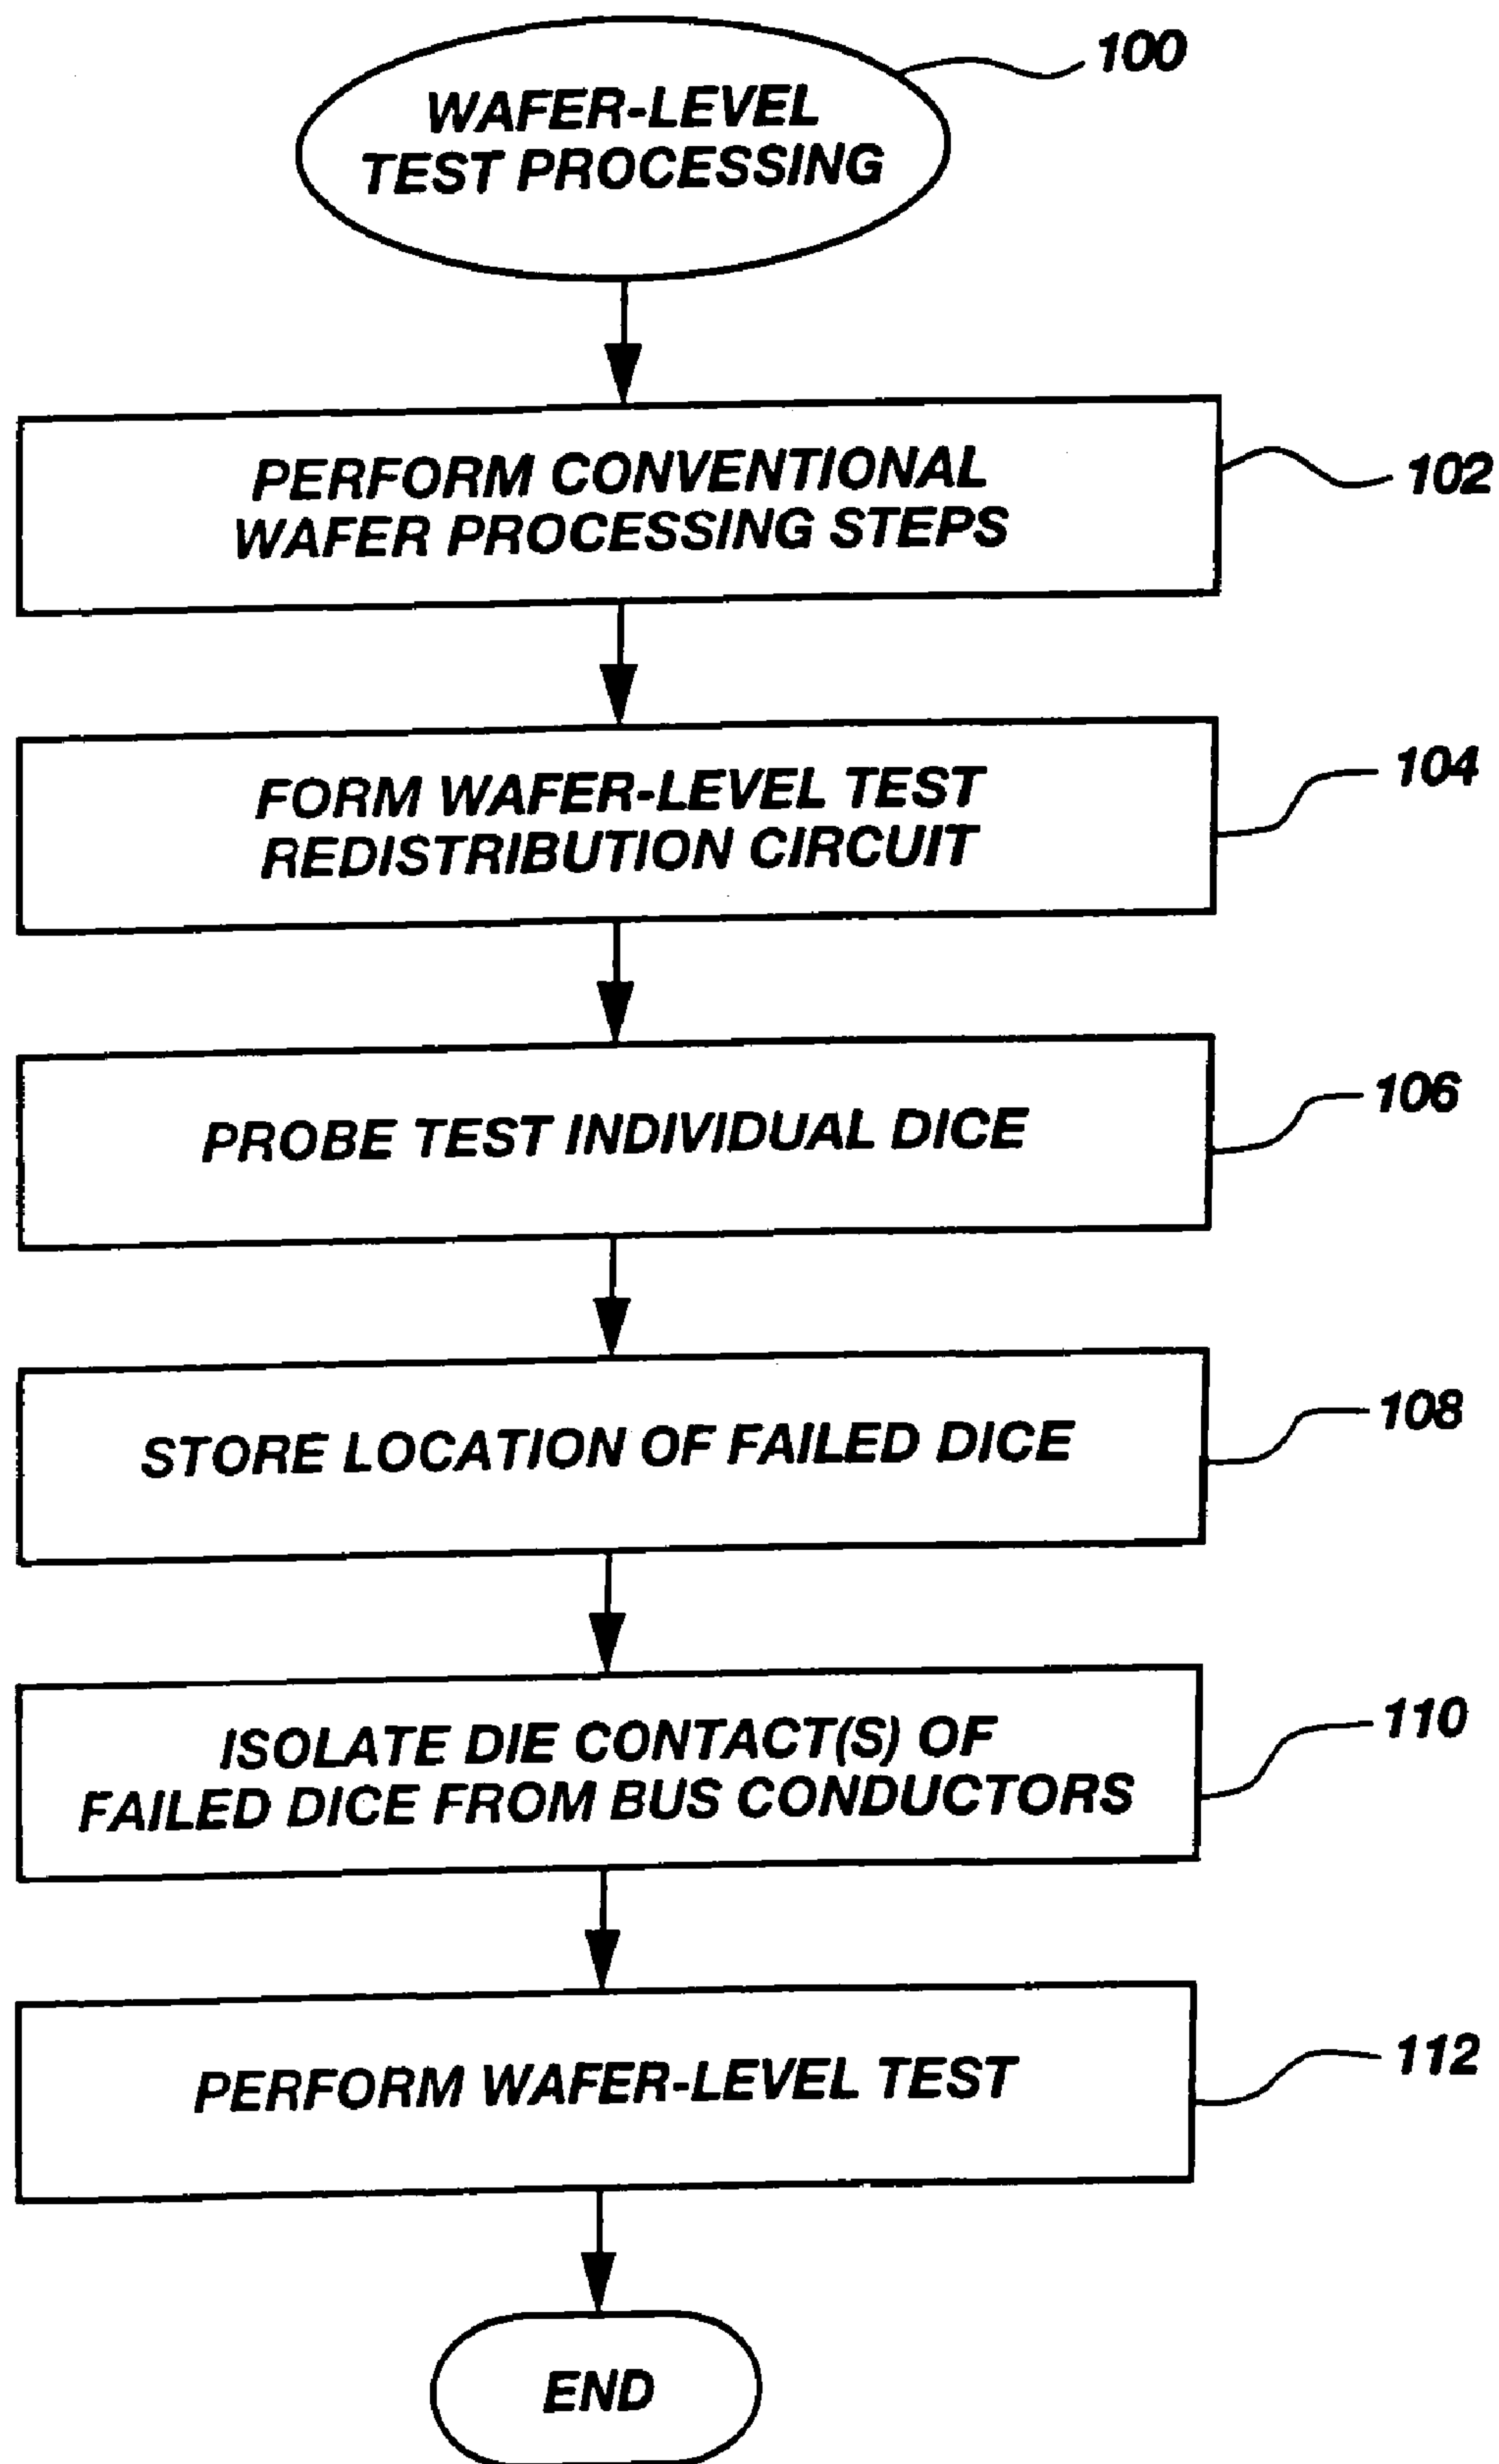 WAFER-LEVEL
TEST PROCESSING
100
PERFORM CONVENTIONAL
WAFER PROCESSING STEPS
102
FORM WAFER-LEVEL TEST
REDISTRIBUTION CIRCUIT
104
PROBE TEST INDIVIDUAL DICE
106
STORE LOCATION OF FAILED DICE
108
ISOLATE DIE CONTACT(S) OF
FAILED DICE FROM BUS CONDUCTORS
110
PERFORM WAFER-LEVEL TEST
112
END